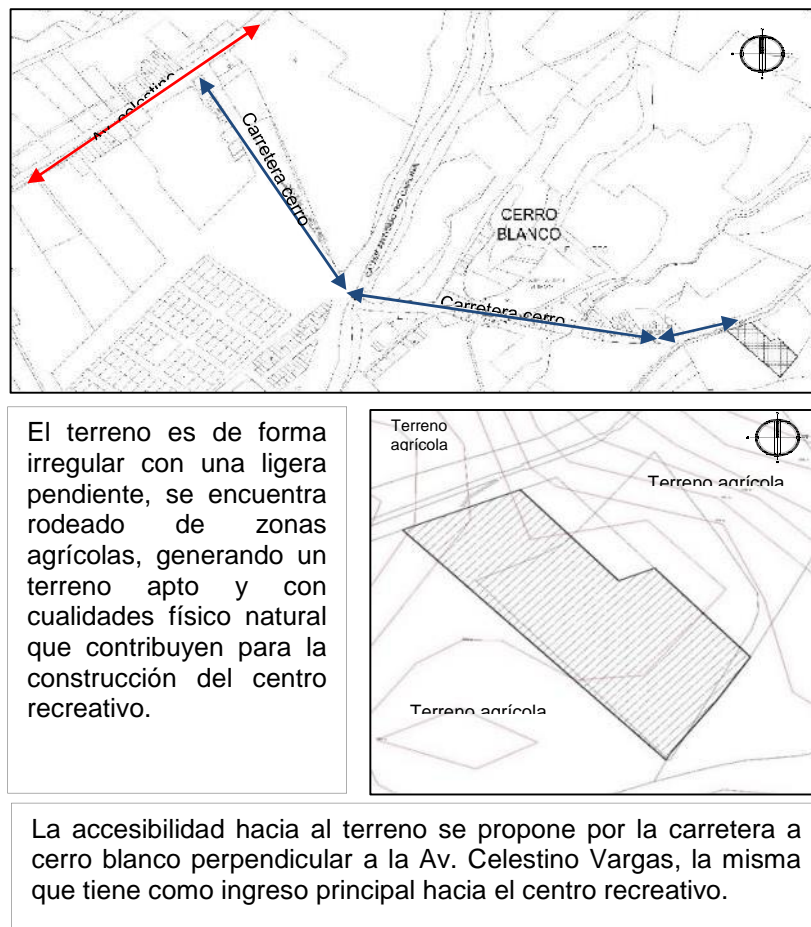 Av. celestino
Carretera cerro
CERRO
BLANCO
Carretera cerro
El terreno es de forma
irregular con una ligera
pendiente, se encuentra
rodeado de zonas
agrícolas, generando un
terreno apto y con
cualidades físico natural
que contribuyen para la
construcción del centro
recreativo.
Terreno
agrícola
Terreno agrícola
Terreno agrícola
La accesibilidad hacia al terreno se propone por la carretera a
cerro blanco perpendicular a la Av. Celestino Vargas, la misma
que tiene como ingreso principal hacia el centro recreativo.